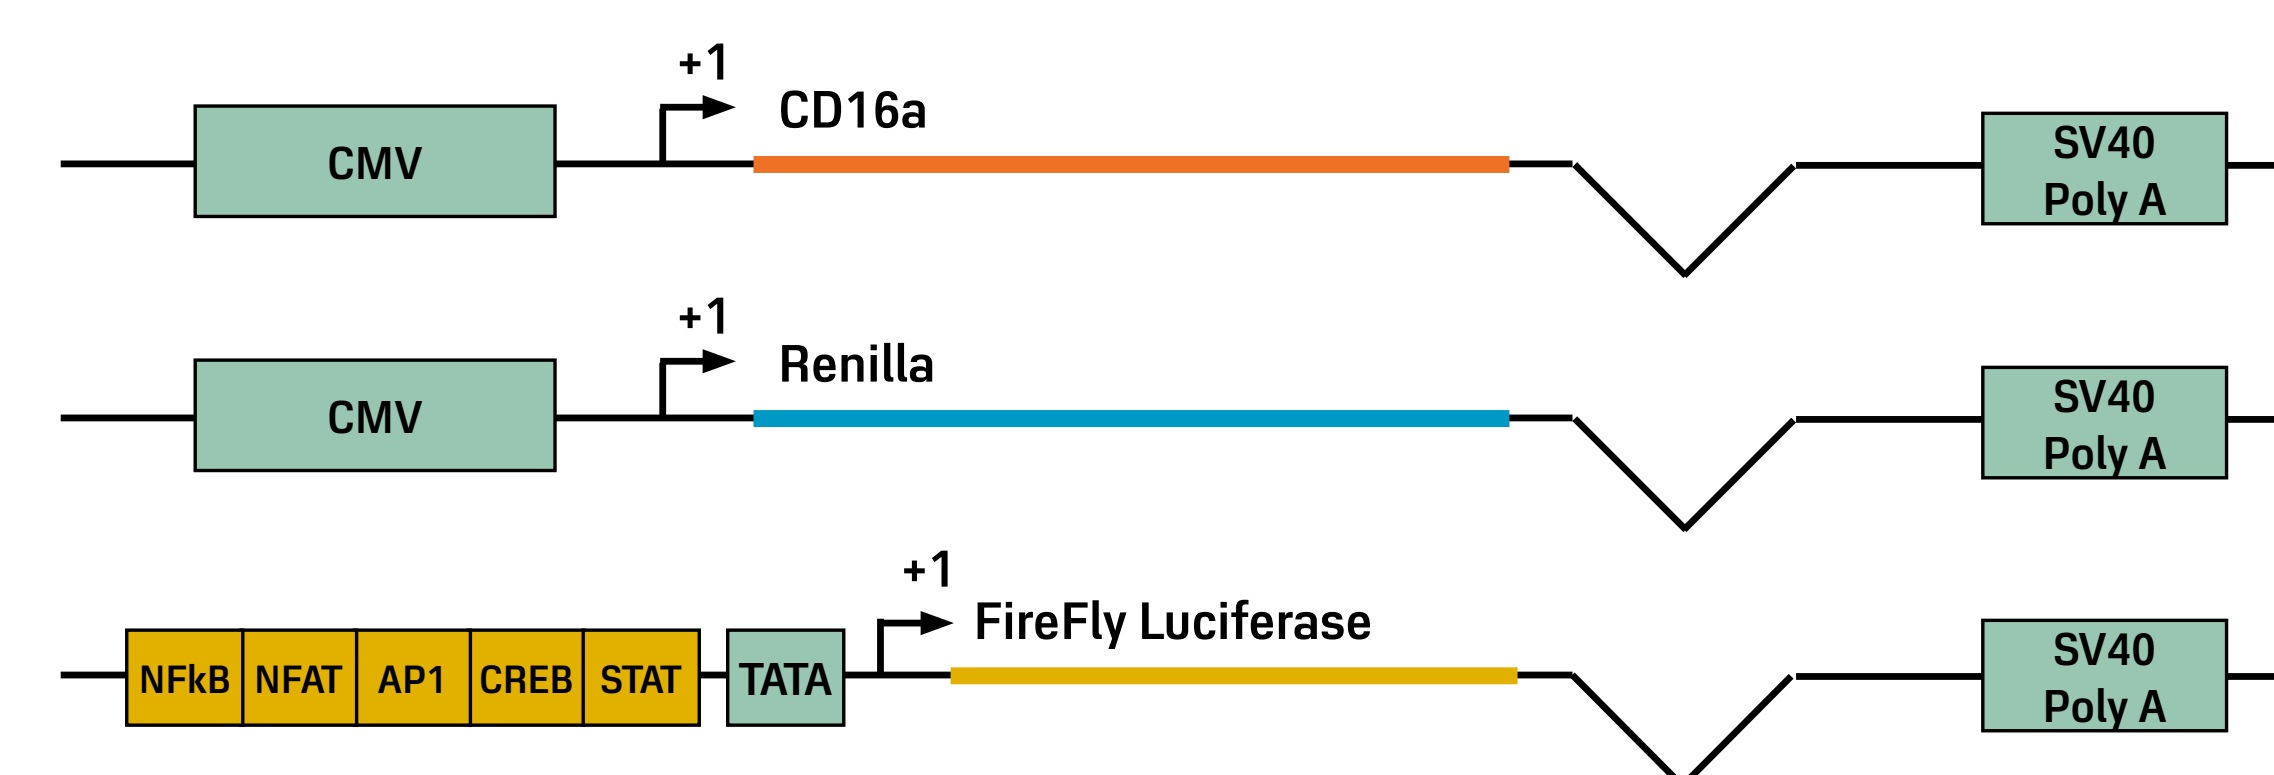 +1
CD16a
CMV
SV40
Poly A
+1
Renilla
CMV
SV40
Poly A
+1
FireFly Luciferase
NFkB NFAT AP1 CREB STAT TATA
SV40
Poly A